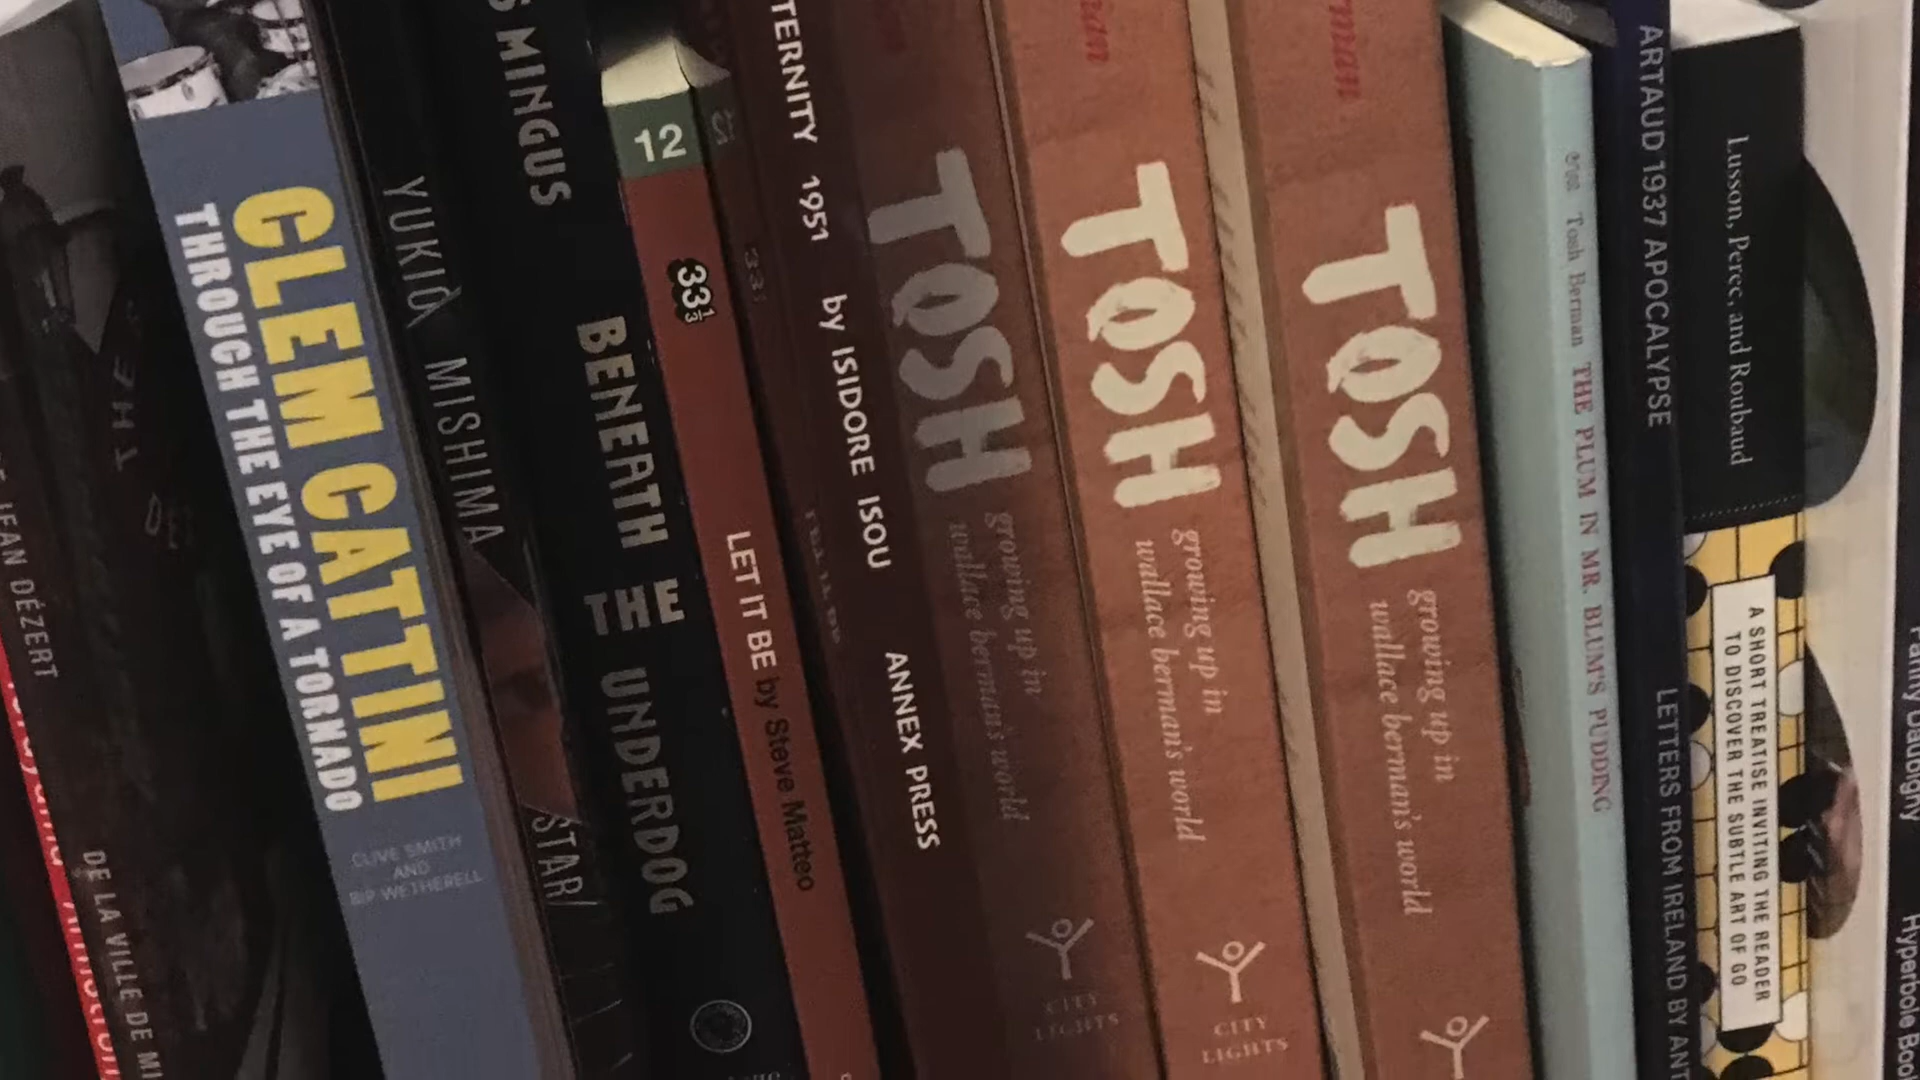 JEAN DÉZERT
DE LA VILLE DE MI
CLEM CATTINI
THROUGH THE EYE OF A TORNADO
CLIVE SMITH
AND
BIP WETHERELL
YUKIO MISHIMA
STAR/
S MINGUS
BENEATH THE UNDERDOG
12
33⅓
LET IT BE by Steve Matteo
TERNITY 1951 by ISIDORE ISOU ANNEX PRESS
TOSH
growing up in
wallace berman's world
CITY
LIGHTS
TOSH
growing up in
wallace berman's world
CITY
LIGHTS
rman
TOSH
growing up in
wallace berman's world
Tosh Berman THE PLUM IN MR. BLUM'S PUDDING
ARTAUD 1937 APOCALYPSE
LETTERS FROM IRELAND BY ANT
Lusson, Perec, and Roubaud
A SHORT TREATISE INVITING THE READER
TO DISCOVER THE SUBTLE ART OF GO
Fanny Daubigny
Hyperbole Boo